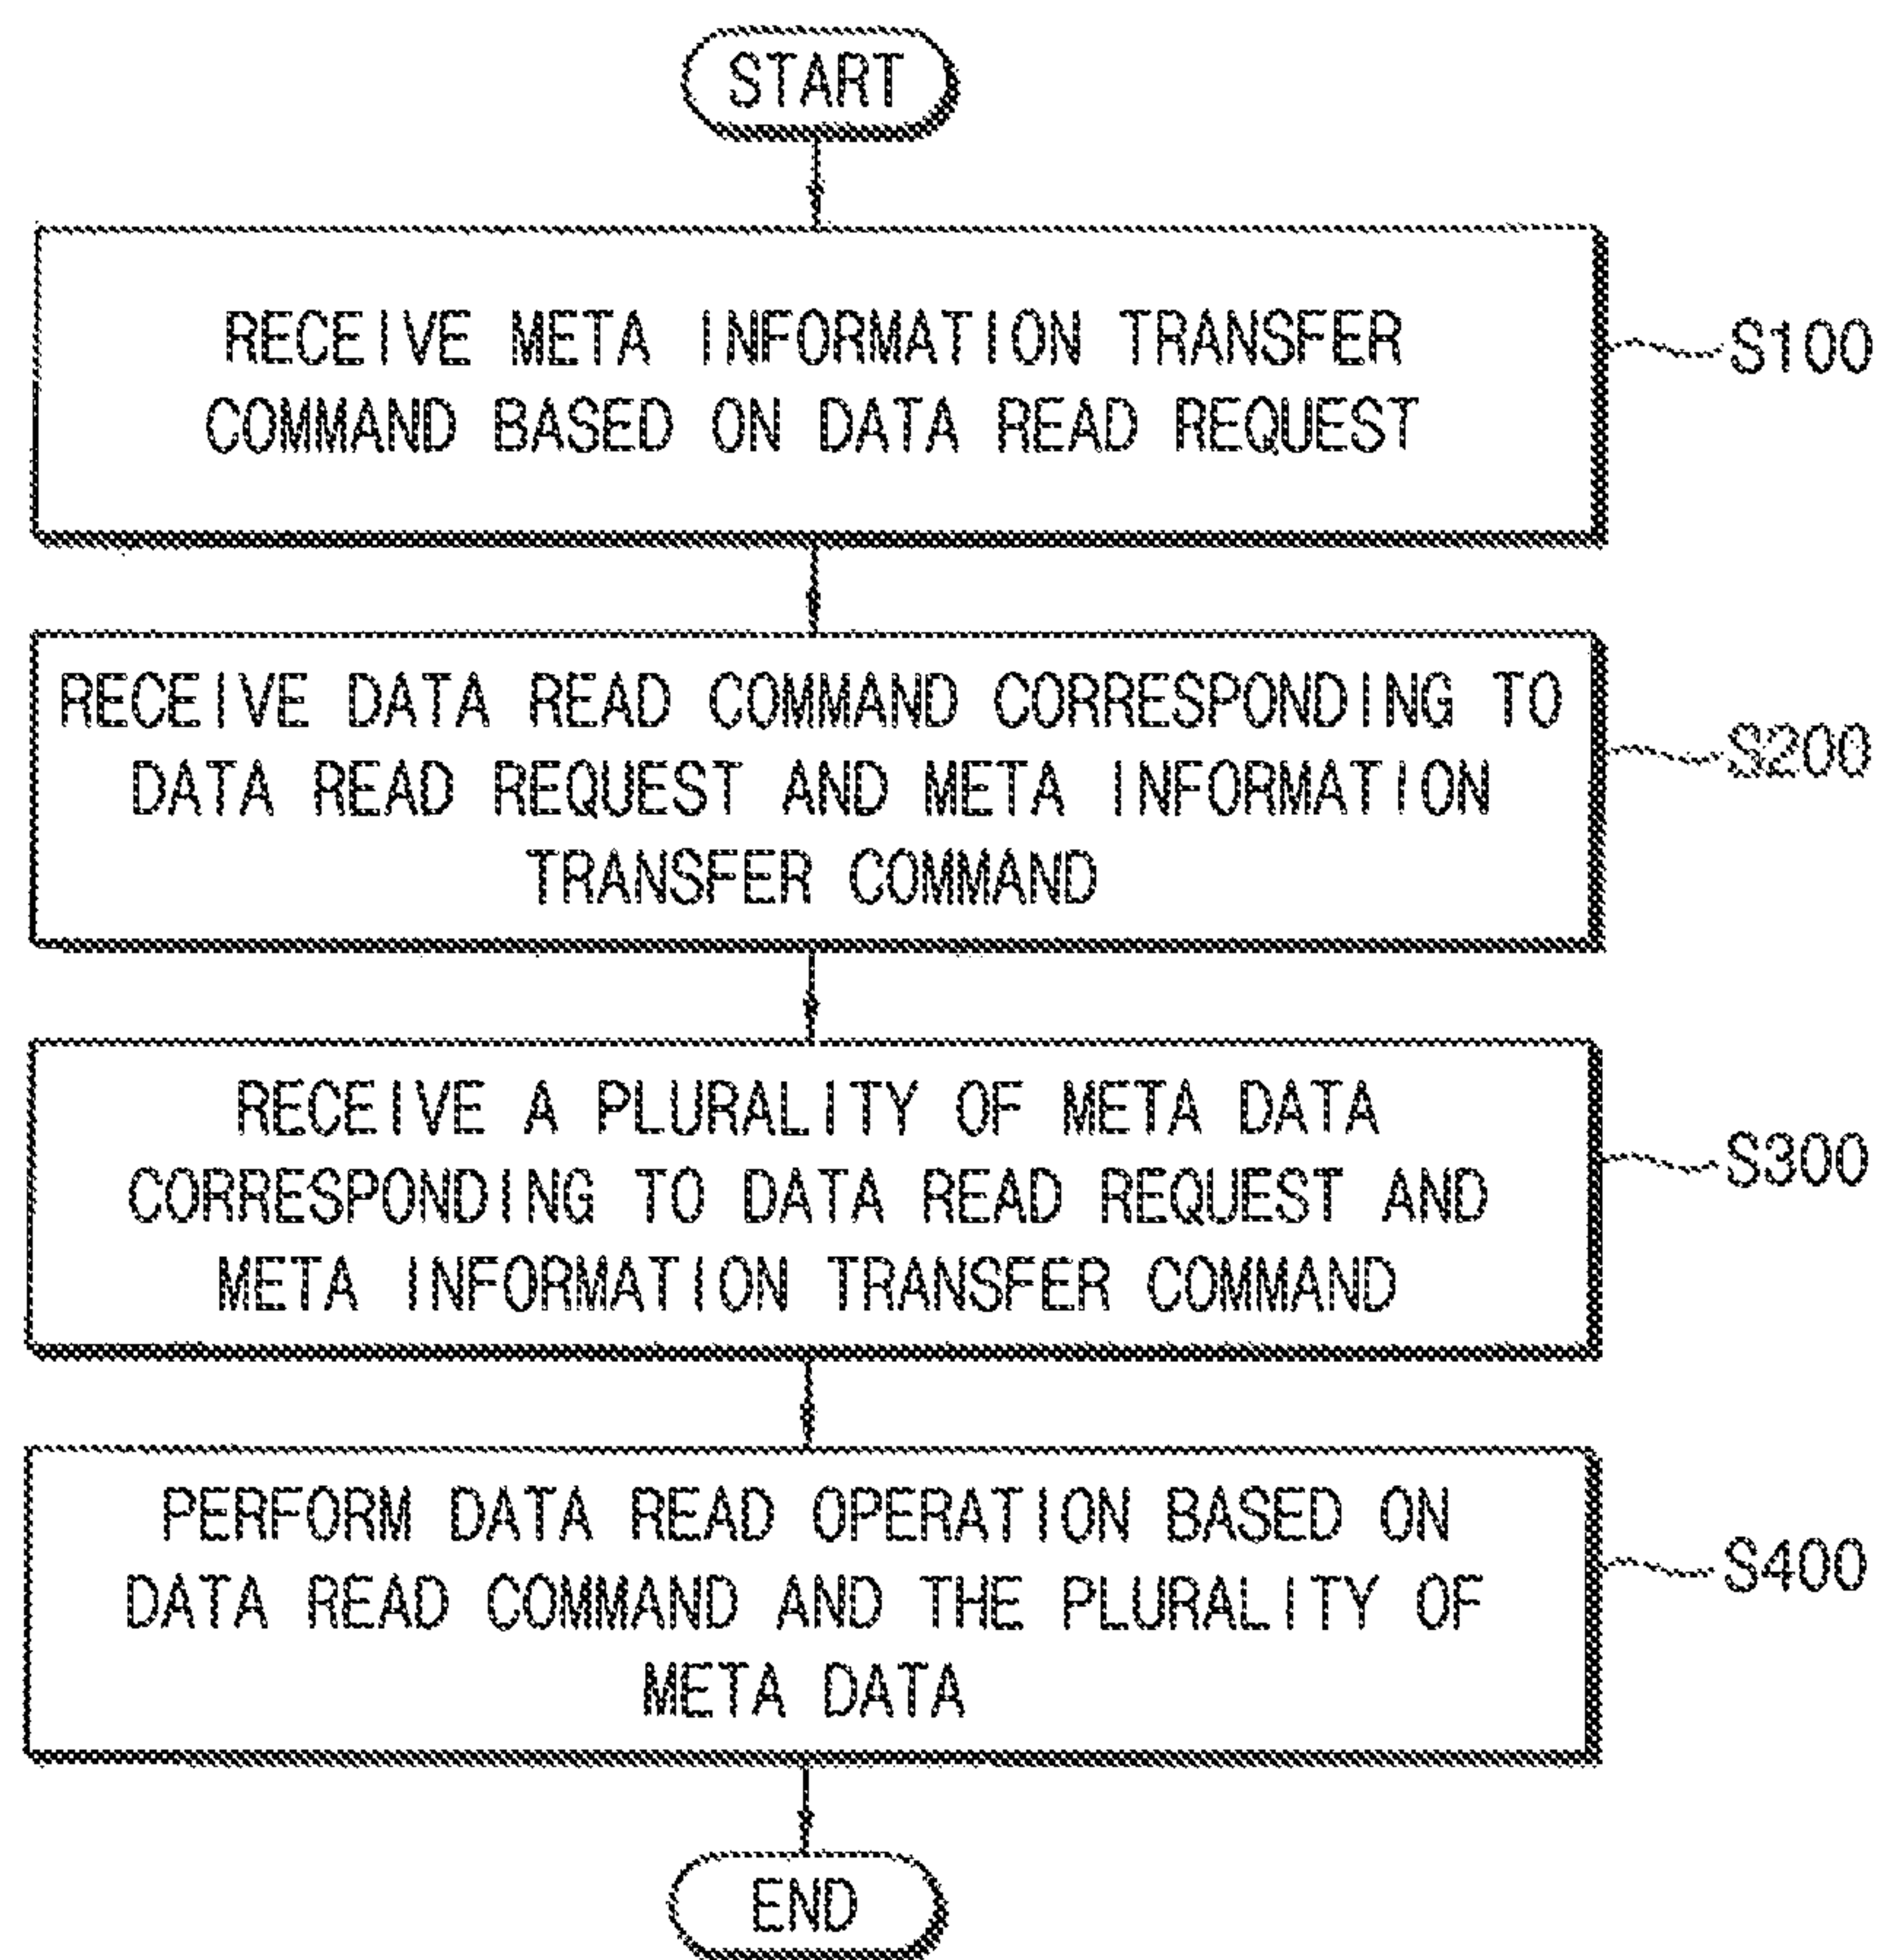 START
RECEIVE META INFORMATION TRANSFER
COMMAND BASED ON DATA READ REQUEST
S100
RECEIVE DATA READ COMMAND CORRESPONDING TO
DATA READ REQUEST AND META INFORMATION
TRANSFER COMMAND
S200
RECEIVE A PLURALITY OF META DATA
CORRESPONDING TO DATA READ REQUEST AND
META INFORMATION TRANSFER COMMAND
S300
PERFORM DATA READ OPERATION BASED ON
DATA READ COMMAND AND THE PLURALITY OF
META DATA
S400
END